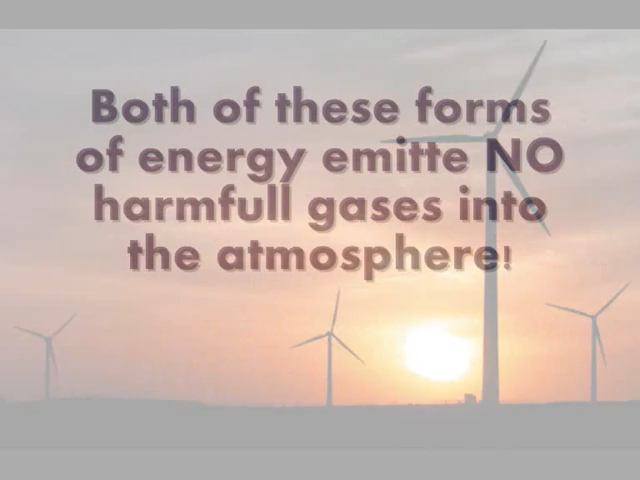 Both of these forms
of energy emitte NO
harmfull gases into
the atmosphere!